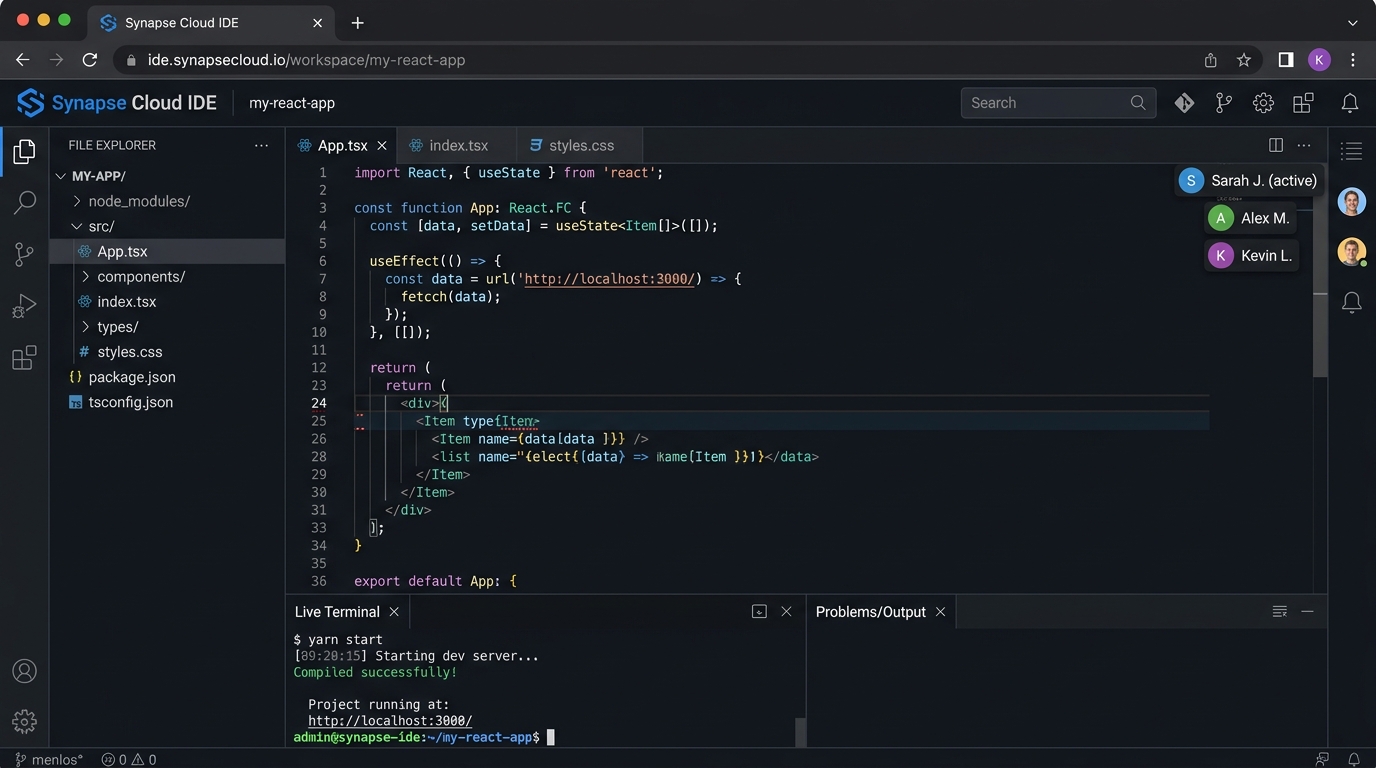 Synapse Cloud IDE
ide.synapsecloud.io/workspace/my-react-app
K
Synapse Cloud IDE
my-react-app
Search
FILE EXPLORER
MY-APP/
node_modules/
src/
App.tsx
components/
index.tsx
types/
# styles.css
{} package.json
TS tsconfig.json
App.tsx
index.tsx
styles.css
S Sarah J. (active)
A Alex M.
K Kevin L.
1 import React, { useState } from 'react';
2
3 const function App: React.FC {
4 const [data, setData] = useState<Item[]>([]);
5
6 useEffect(() => {
7 const data = url('http://localhost:3000/) => {
8 fetcch(data);
9 });
10 }, [[]);
11
12 return (
23 return (
24 <div>
25 <Item type
26 <Item name={data /> 
28 <list name= => </data>
29 </Item>
30 </Item>
31 </div>
33 );
34 }
35
36 export default App: {
Live Terminal
$ yarn start
[09:20:15] Starting dev server...
Compiled successfully!
Project running at:
http://localhost:3000/
admin@synapse-ide:~/my-react-app$
Problems/Output
menlos°
0 0